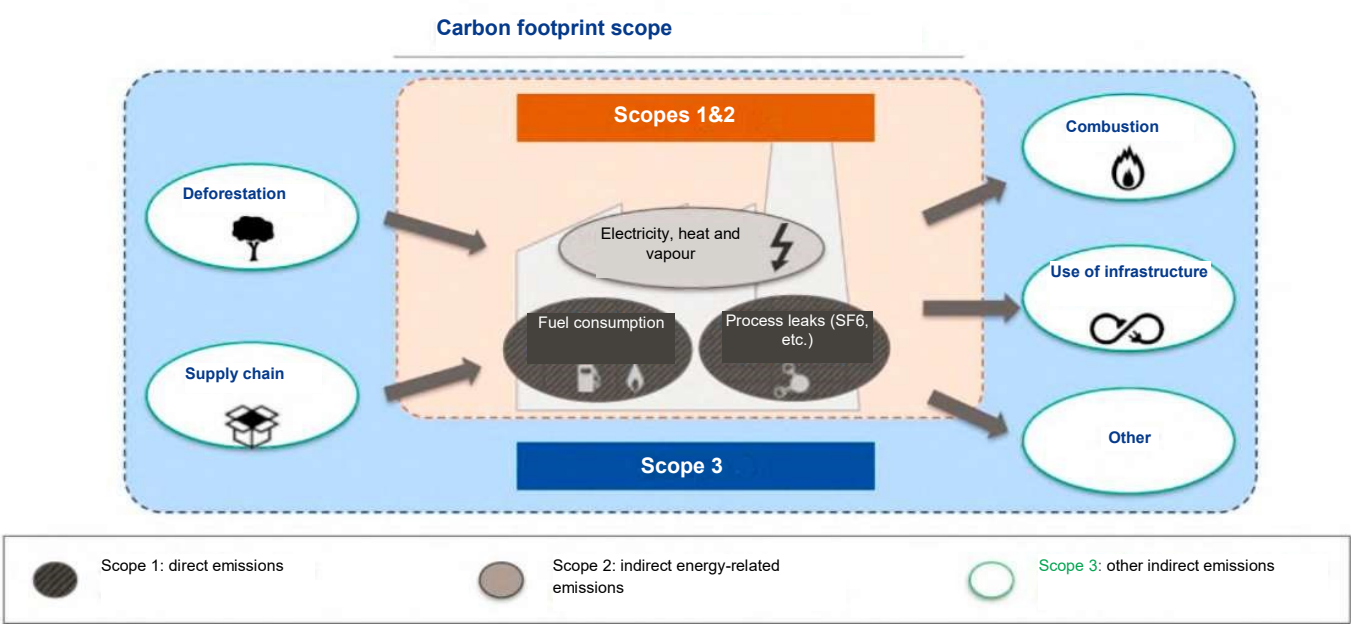 Carbon footprint scope
Scopes 1&2
Combustion
Deforestation
Electricity, heat and
vapour
Use of infrastructure
Fuel consumption
Process leaks (SF6,
etc.)
Supply chain
Other
Scope 3
Scope 1: direct emissions
Scope 2: indirect energy-related
emissions
Scope 3: other indirect emissions